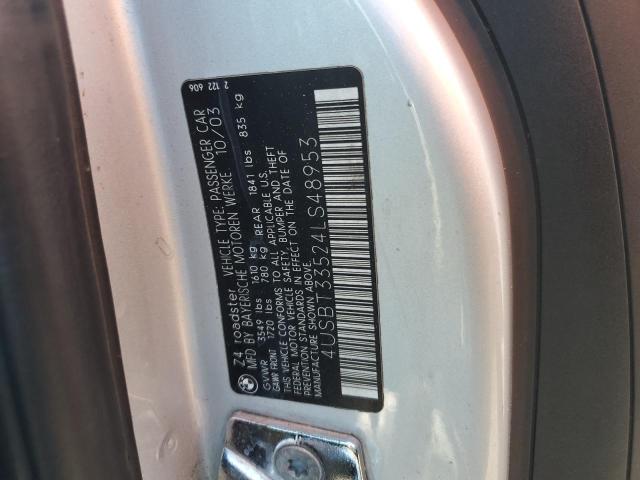 Z4 roadster VEHICLE TYPE: PASSENGER CAR
MFD BY BAYERISCHE MOTOREN WERKE 10/03
GVWR 3549 lbs 1610 kg REAR 1841 lbs 835 kg
GAWR FRONT 1720 lbs 780 kg
THIS VEHICLE CONFORMS TO ALL APPLICABLE U.S.
FEDERAL MOTOR VEHICLE SAFETY, BUMPER AND THEFT
PREVENTION STANDARDS IN EFFECT ON THE DATE OF
MANUFACTURE SHOWN ABOVE.
4USBT33524LS48953
2 122 606
BMW